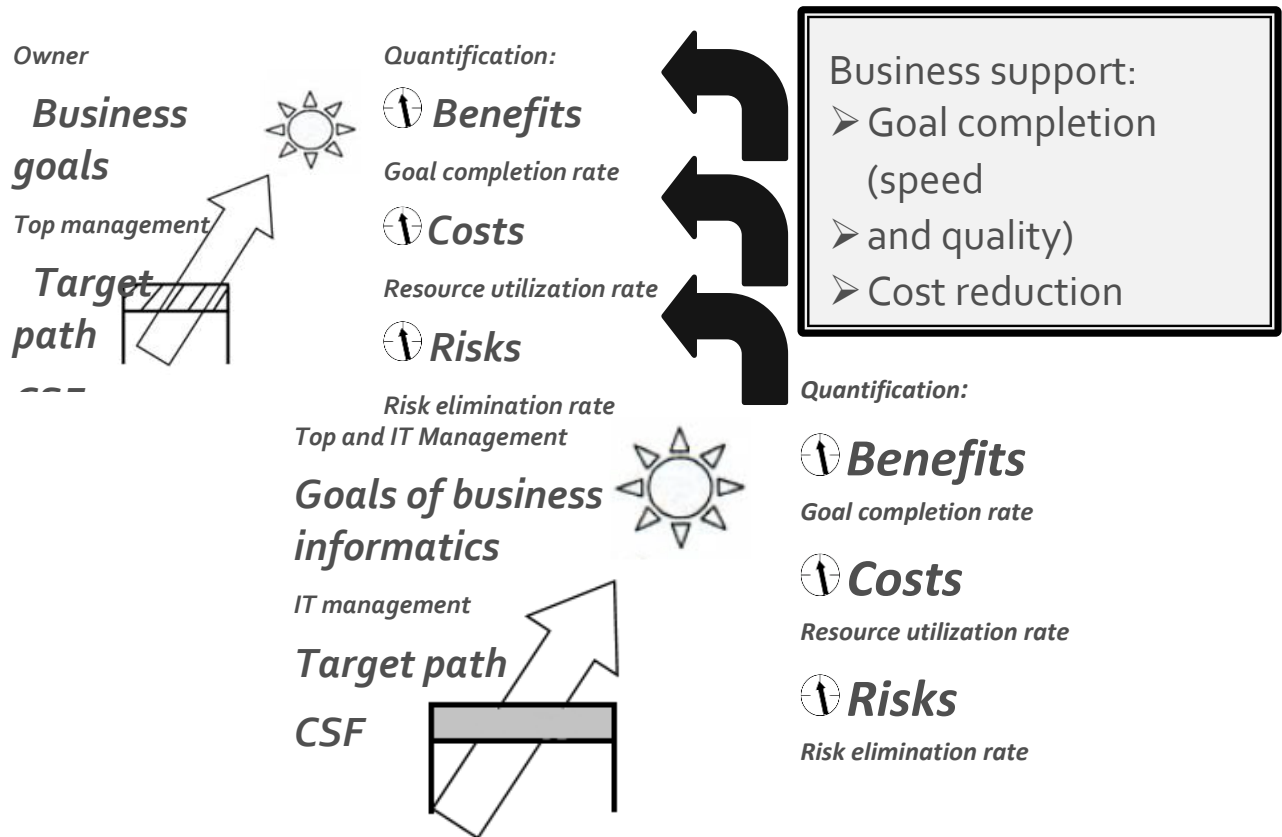 Owner
Business
goals
Top management
Target
path
Quantification:
Benefits
Goal completion rate
Costs
Resource utilization rate
Risks
Risk elimination rate
Business support:
➢ Goal completion
(speed
➢ and quality)
➢ Cost reduction
Top and IT Management
Goals of business
informatics
IT management
Target path
CSF
Quantification:
Benefits
Goal completion rate
Costs
Resource utilization rate
Risks
Risk elimination rate